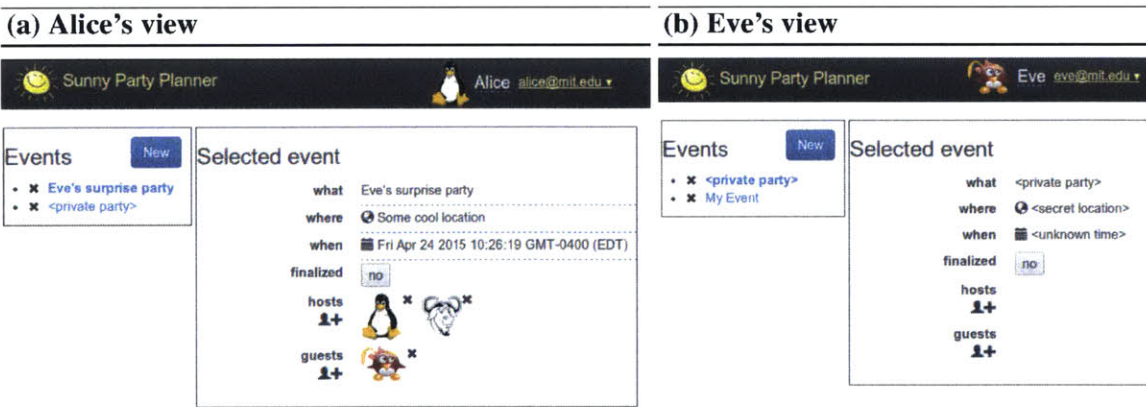 (a) Alice's view
Sunny Party Planner
Alice alice@mit.edu ▾
Events
New
Eve's surprise party
<private party>
Selected event
what Eve's surprise party
where Some cool location
when Fri Apr 24 2015 10:26:19 GMT-0400 (EDT)
finalized no
hosts
guests
(b) Eve's view
Sunny Party Planner
Eve eve@mit.edu ▾
Events
New
<private party>
My Event
Selected event
what <private party>
where <secret location>
when <unknown time>
finalized no
hosts
guests